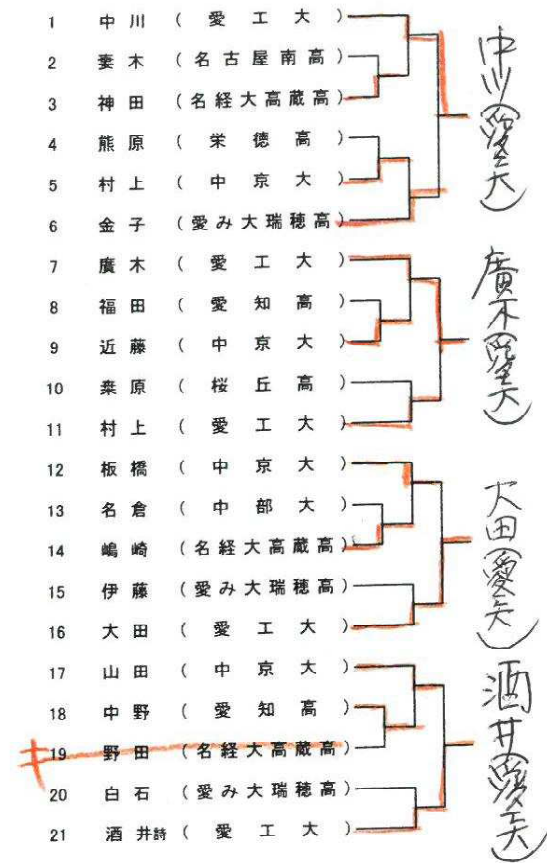 1 中川 (愛工大)
2 妻木 (名古屋南高)
3 神田 (名経大高蔵高)
4 熊原 (栄徳高)
5 村上 (中京大)
6 金子 (愛み大瑞穂高)
7 廣木 (愛工大)
8 福田 (愛知高)
9 近藤 (中京大)
10 桒原 (桜丘高)
11 村上 (愛工大)
12 板橋 (中京大)
13 名倉 (中部大)
14 嶋崎 (名経大高蔵高)
15 伊藤 (愛み大瑞穂高)
16 大田 (愛工大)
17 山田 (中京大)
18 中野 (愛知高)
19 野田 (名経大高蔵高)
20 白石 (愛み大瑞穂高)
21 酒井詩 (愛工大)
中川(愛工大)
廣木(愛工大)
大田(愛工大)
酒井(愛工大)